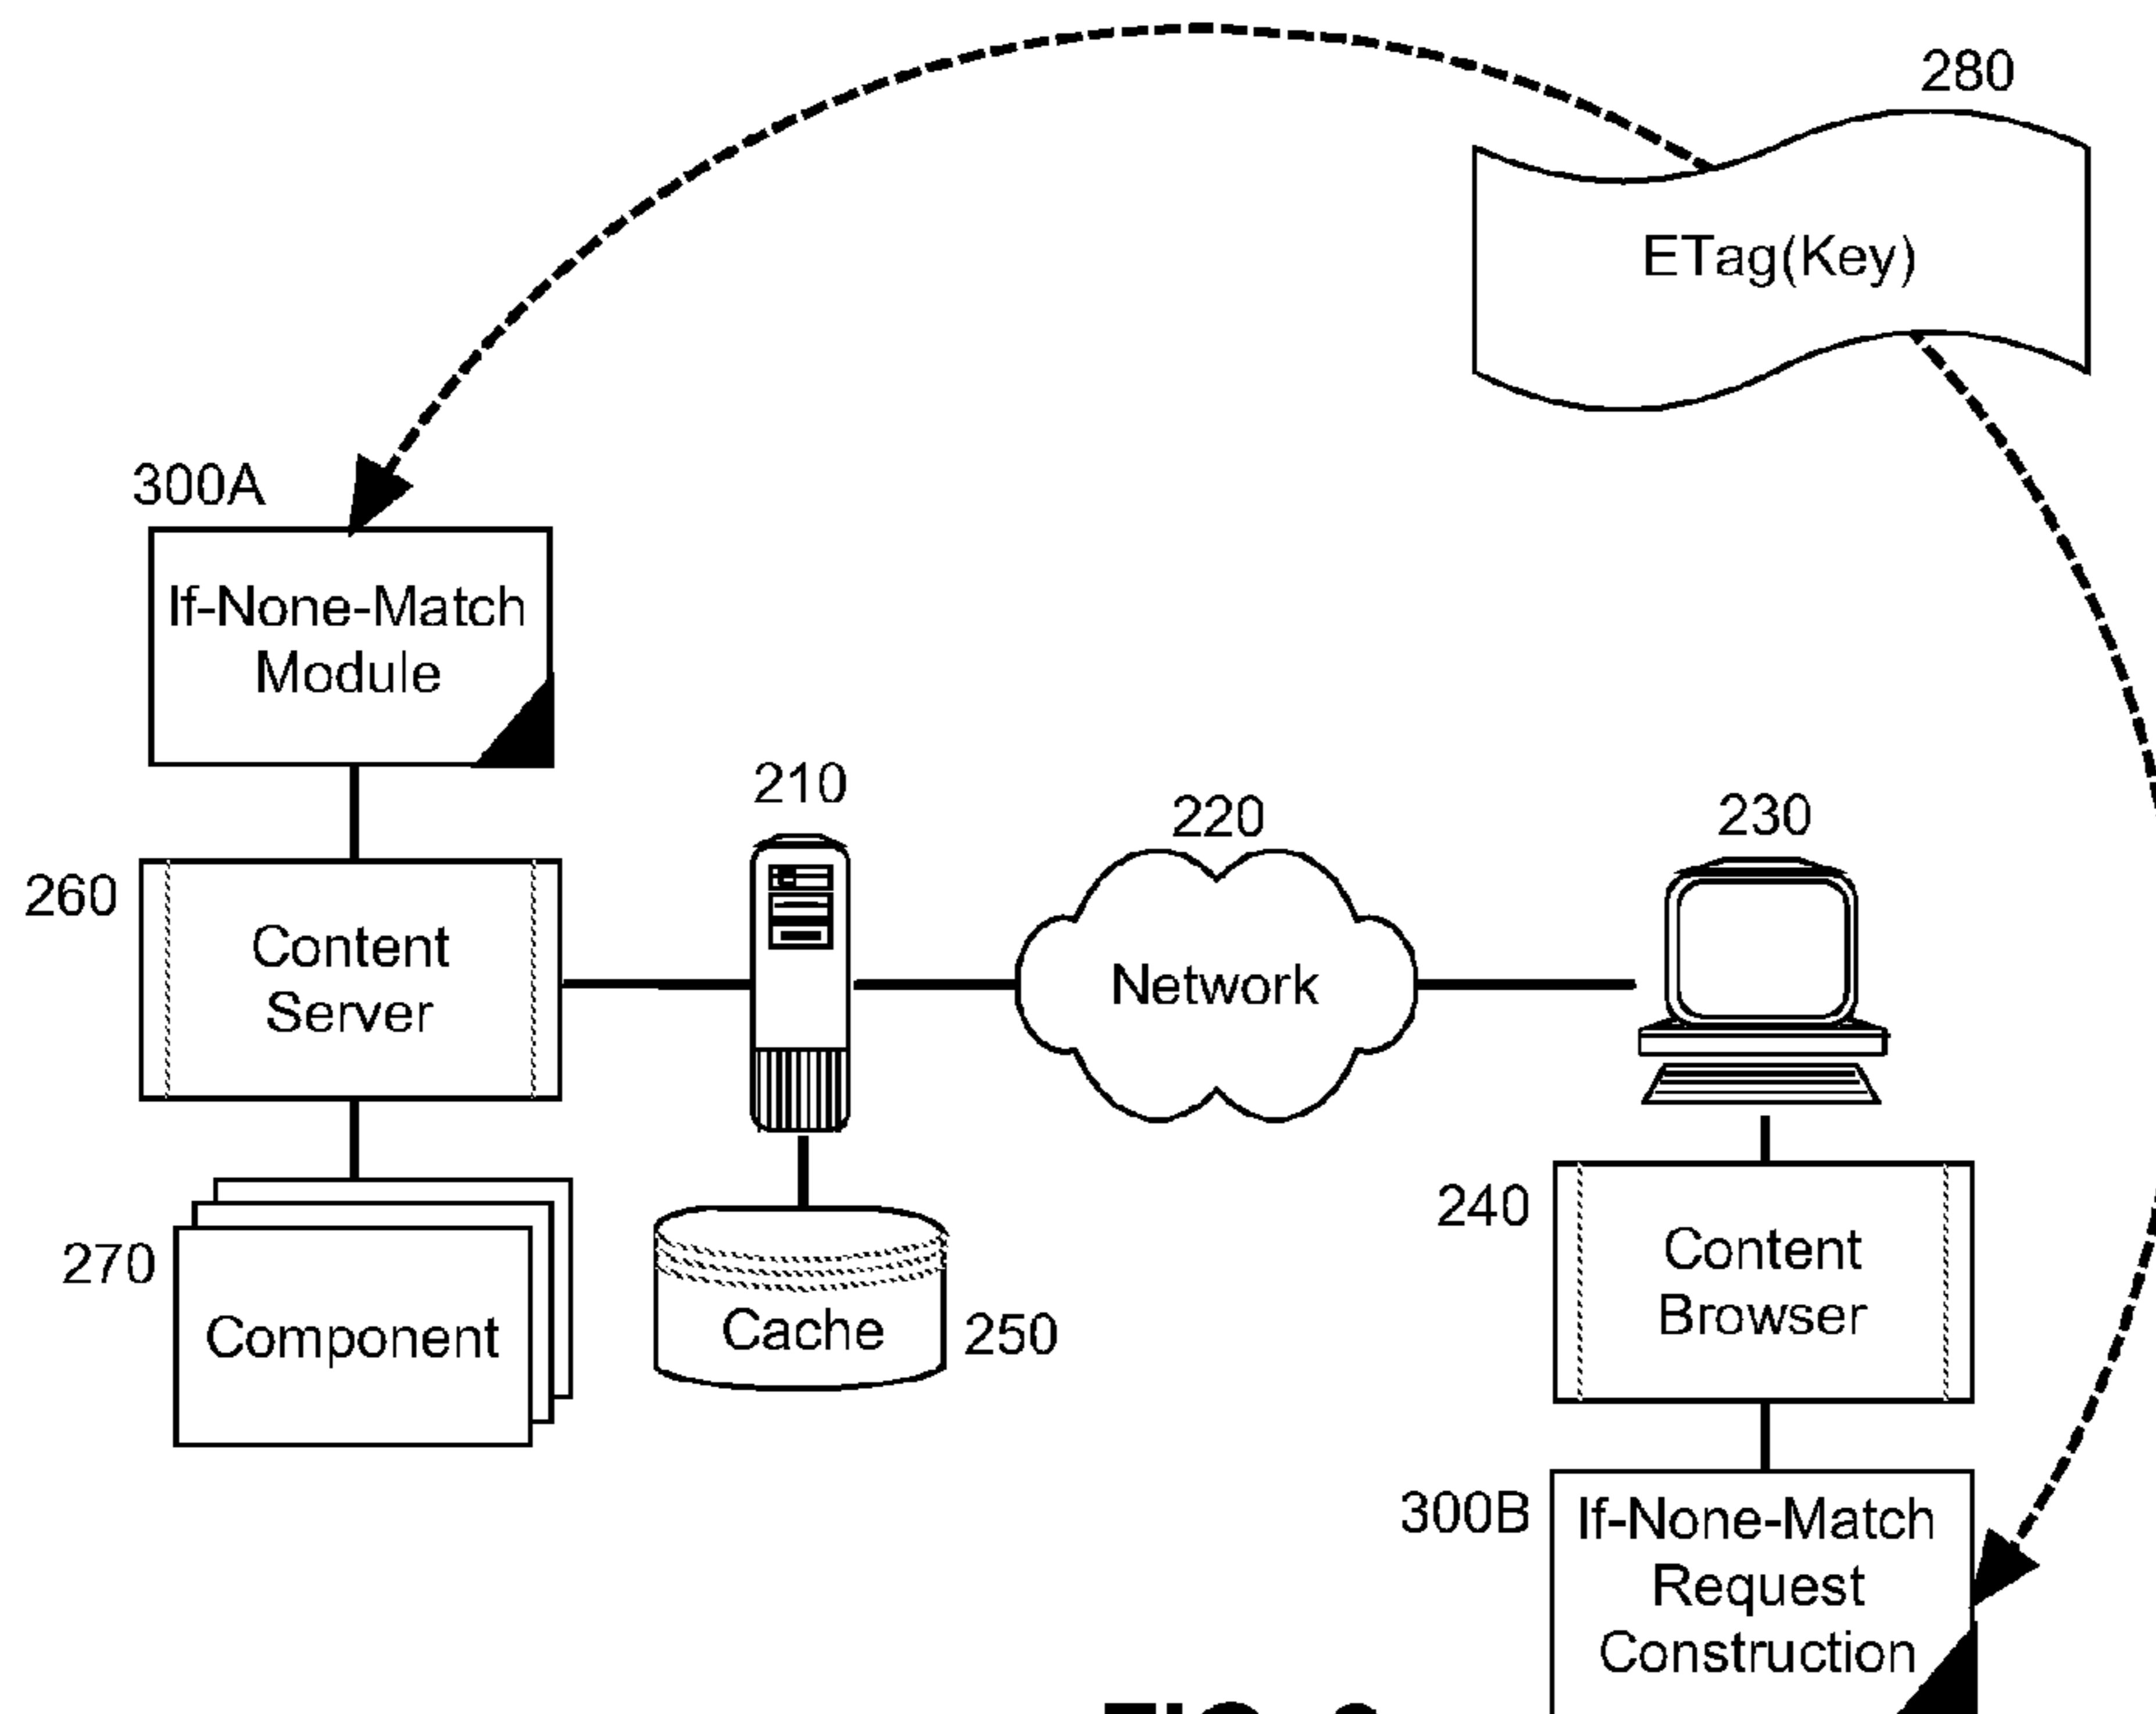 280
ETag(Key)
300A
If-None-Match
Module
210
220
230
260
Content
Server
Network
240
Content
Browser
270
Component
Cache
250
300B
If-None-Match
Request
Construction